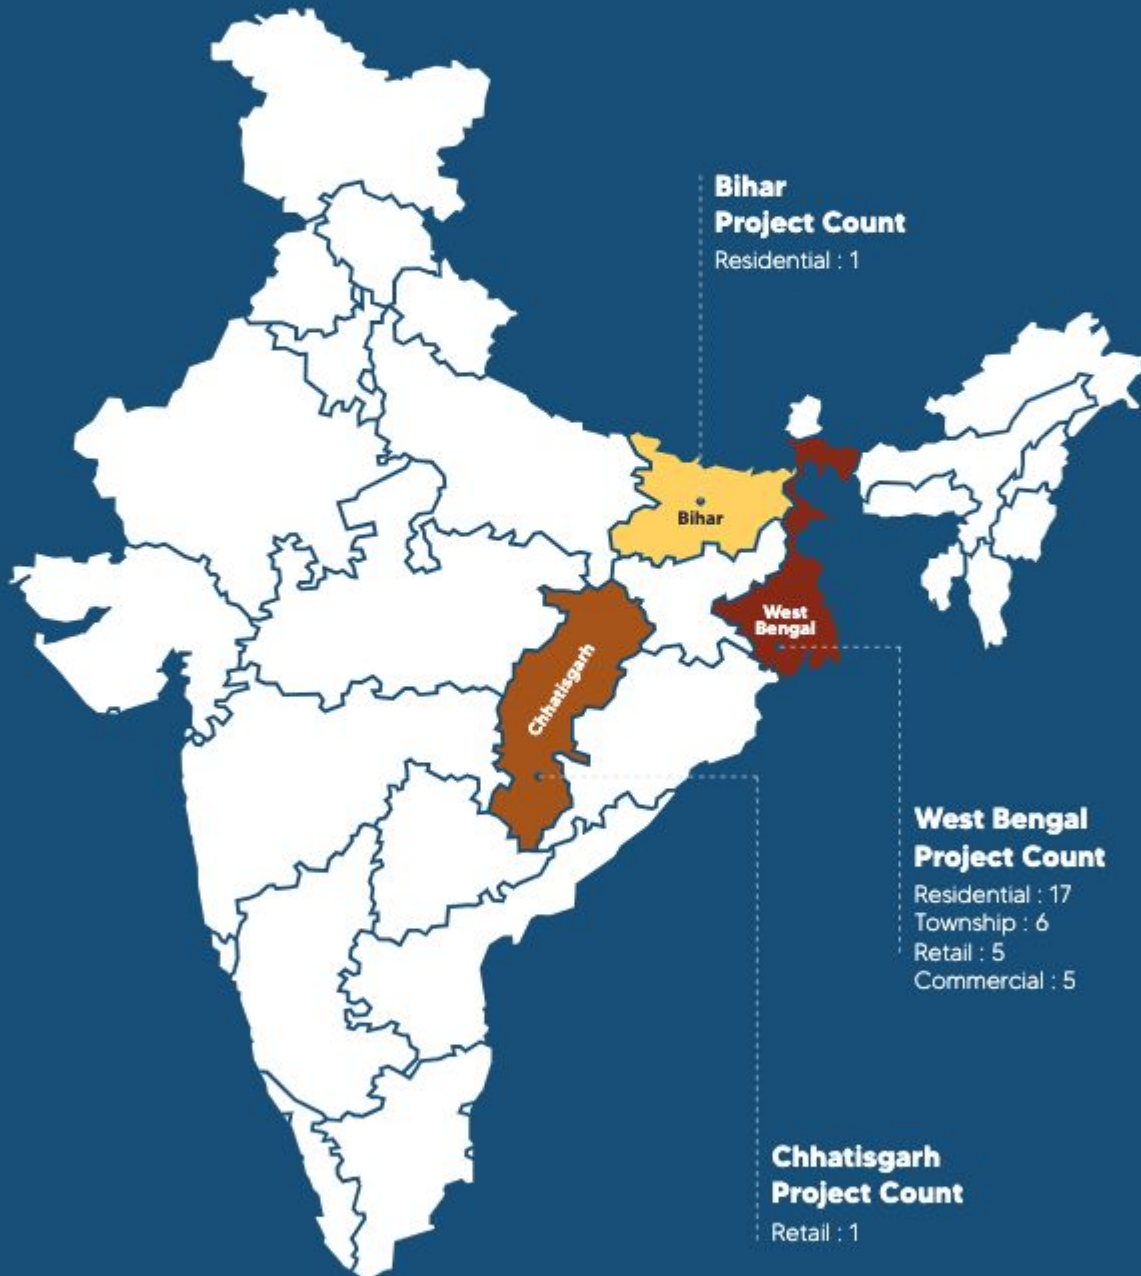 Bihar
Project Count
Residential : 1
Bihar
West
Bengal
Chhatisgarh
West Bengal
Project Count
Residential : 17
Township : 6
Retail : 5
Commercial : 5
Chhatisgarh
Project Count
Retail : 1